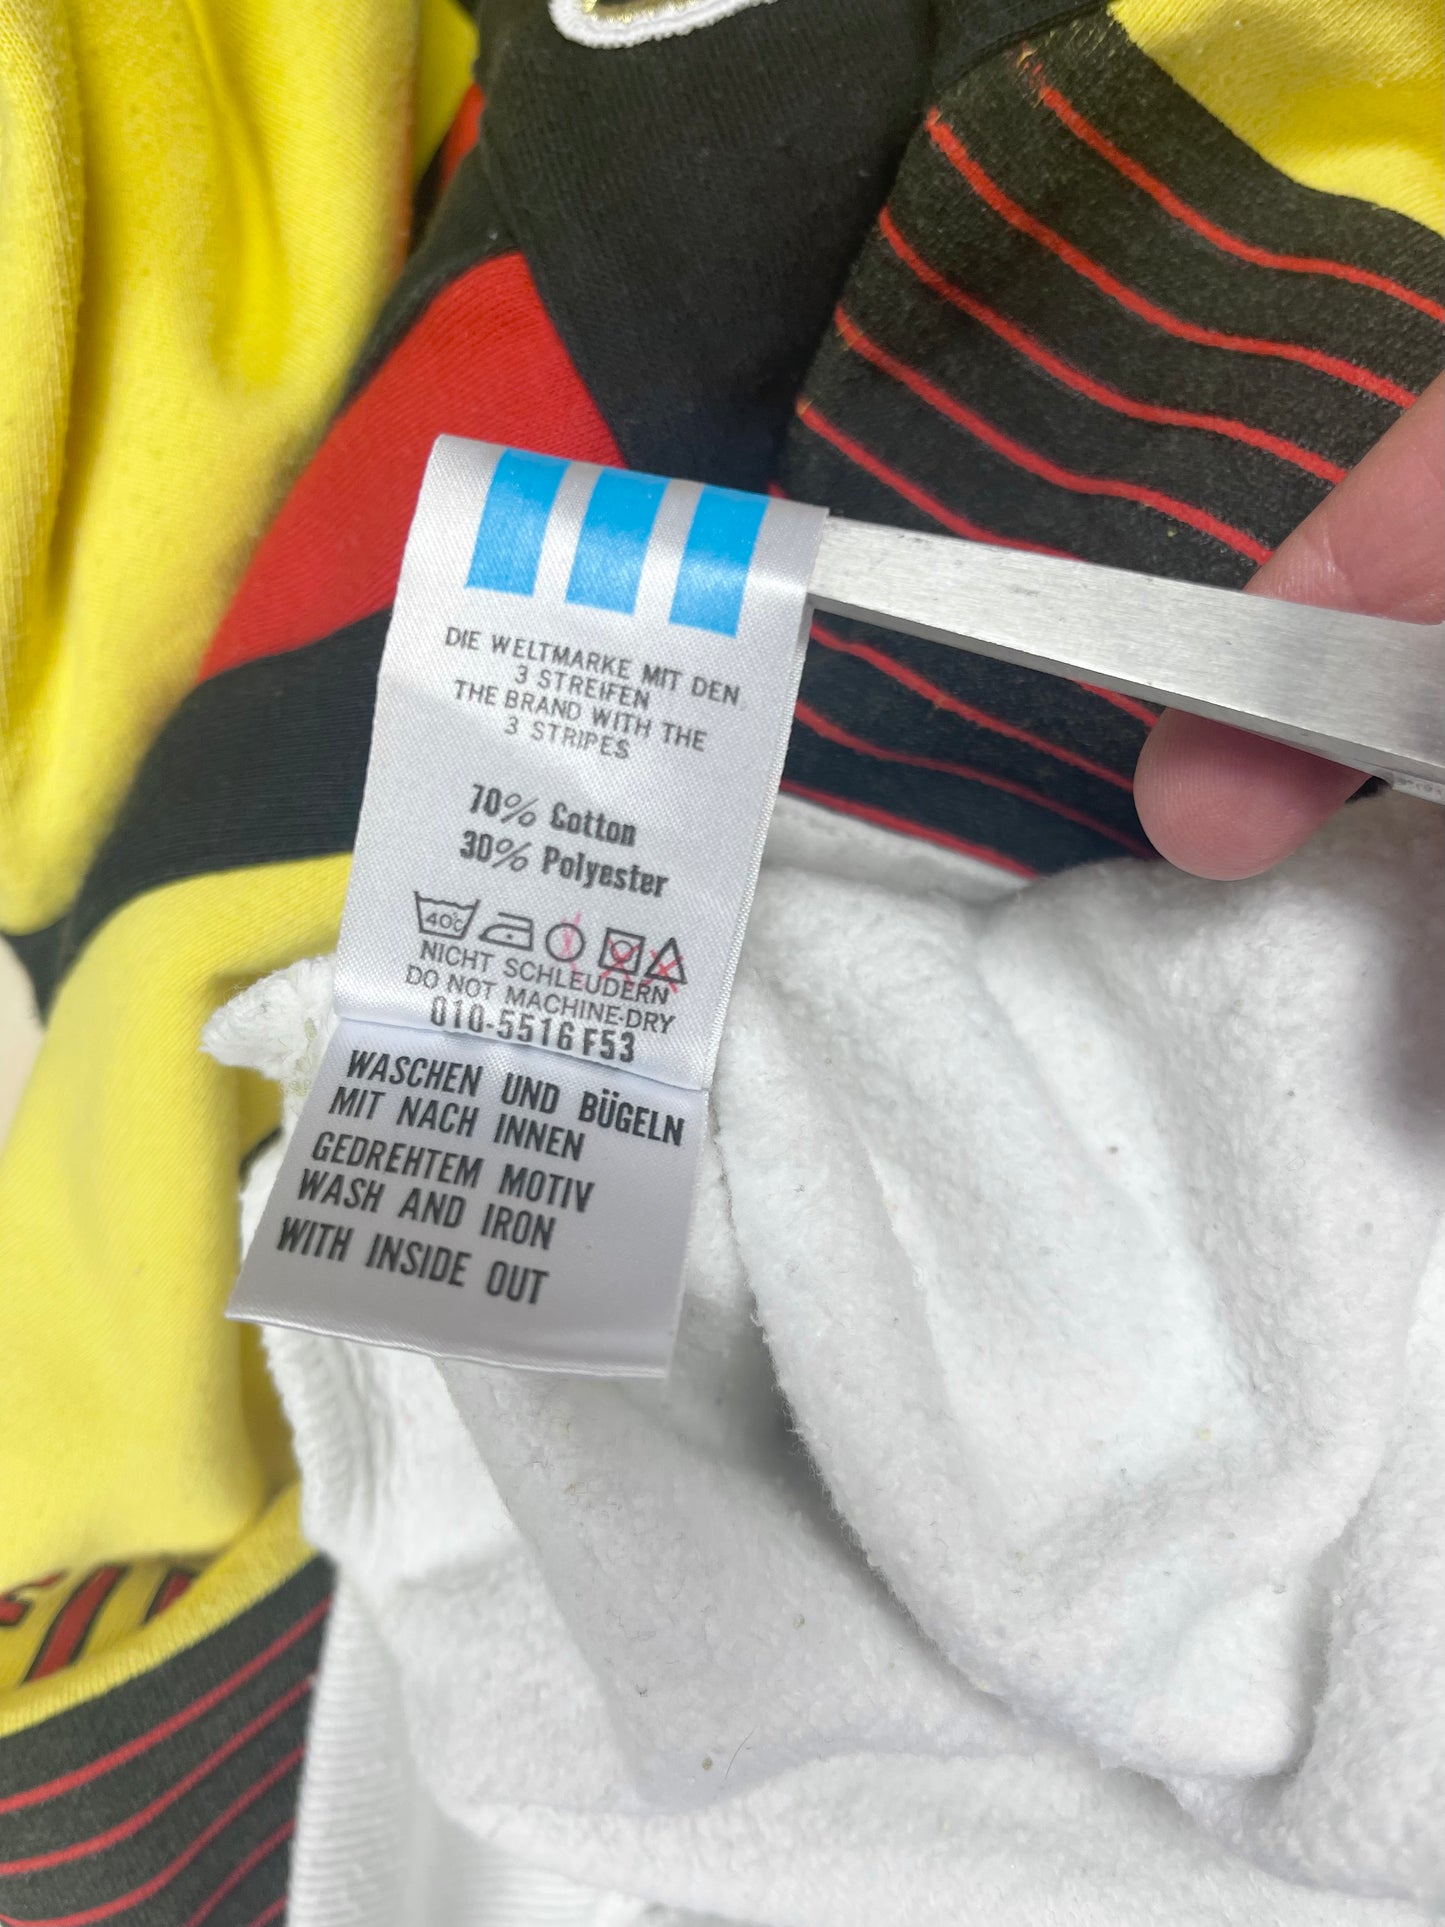 DIE WELTMARKE MIT DEN
3 STREIFEN
THE BRAND WITH THE
3 STRIPES
70% Cotton
30% Polyester
40°C
NICHT SCHLEUDERN
DO NOT MACHINE-DRY
010-5516 F53
WASCHEN UND BÜGELN
MIT NACH INNEN
GEDREHTEM MOTIV
WASH AND IRON
WITH INSIDE OUT